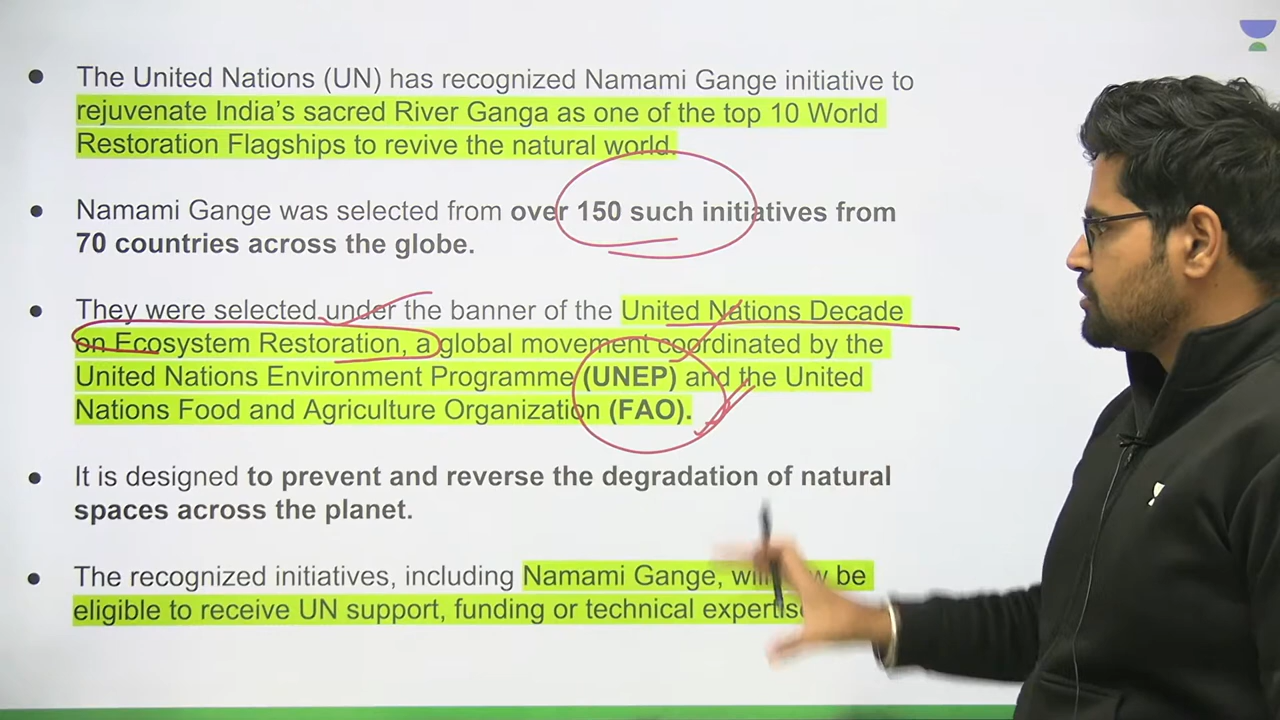 ● The United Nations (UN) has recognized Namami Gange initiative to
rejuvenate India’s sacred River Ganga as one of the top 10 World
Restoration Flagships to revive the natural world.
● Namami Gange was selected from over 150 such initiatives from
70 countries across the globe.
● They were selected under the banner of the United Nations Decade
on Ecosystem Restoration, a global movement coordinated by the
United Nations Environment Programme (UNEP) and the United
Nations Food and Agriculture Organization (FAO).
● It is designed to prevent and reverse the degradation of natural
spaces across the planet.
● The recognized initiatives, including Namami Gange, be
eligible to receive UN support, funding or technical expertise